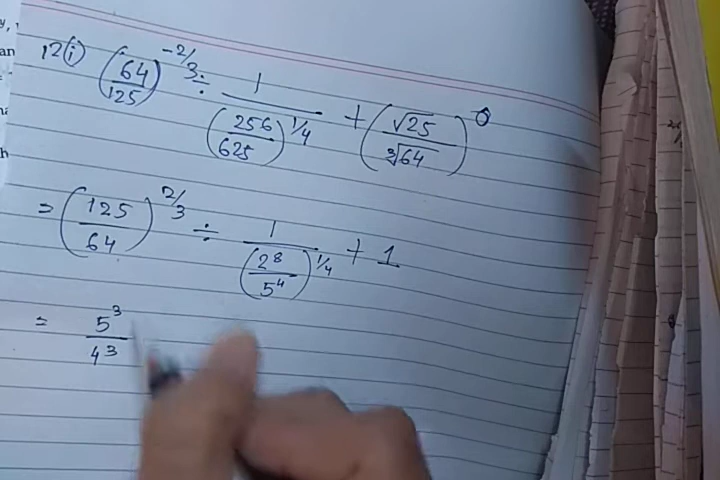 12(i) (64/125)^-2/3 ÷ 1/(256/625)^1/4 + (√25/∛64)^0
=> (125/64)^2/3 ÷ 1/(2^8/5^4)^1/4 + 1
= 5^3/4^3